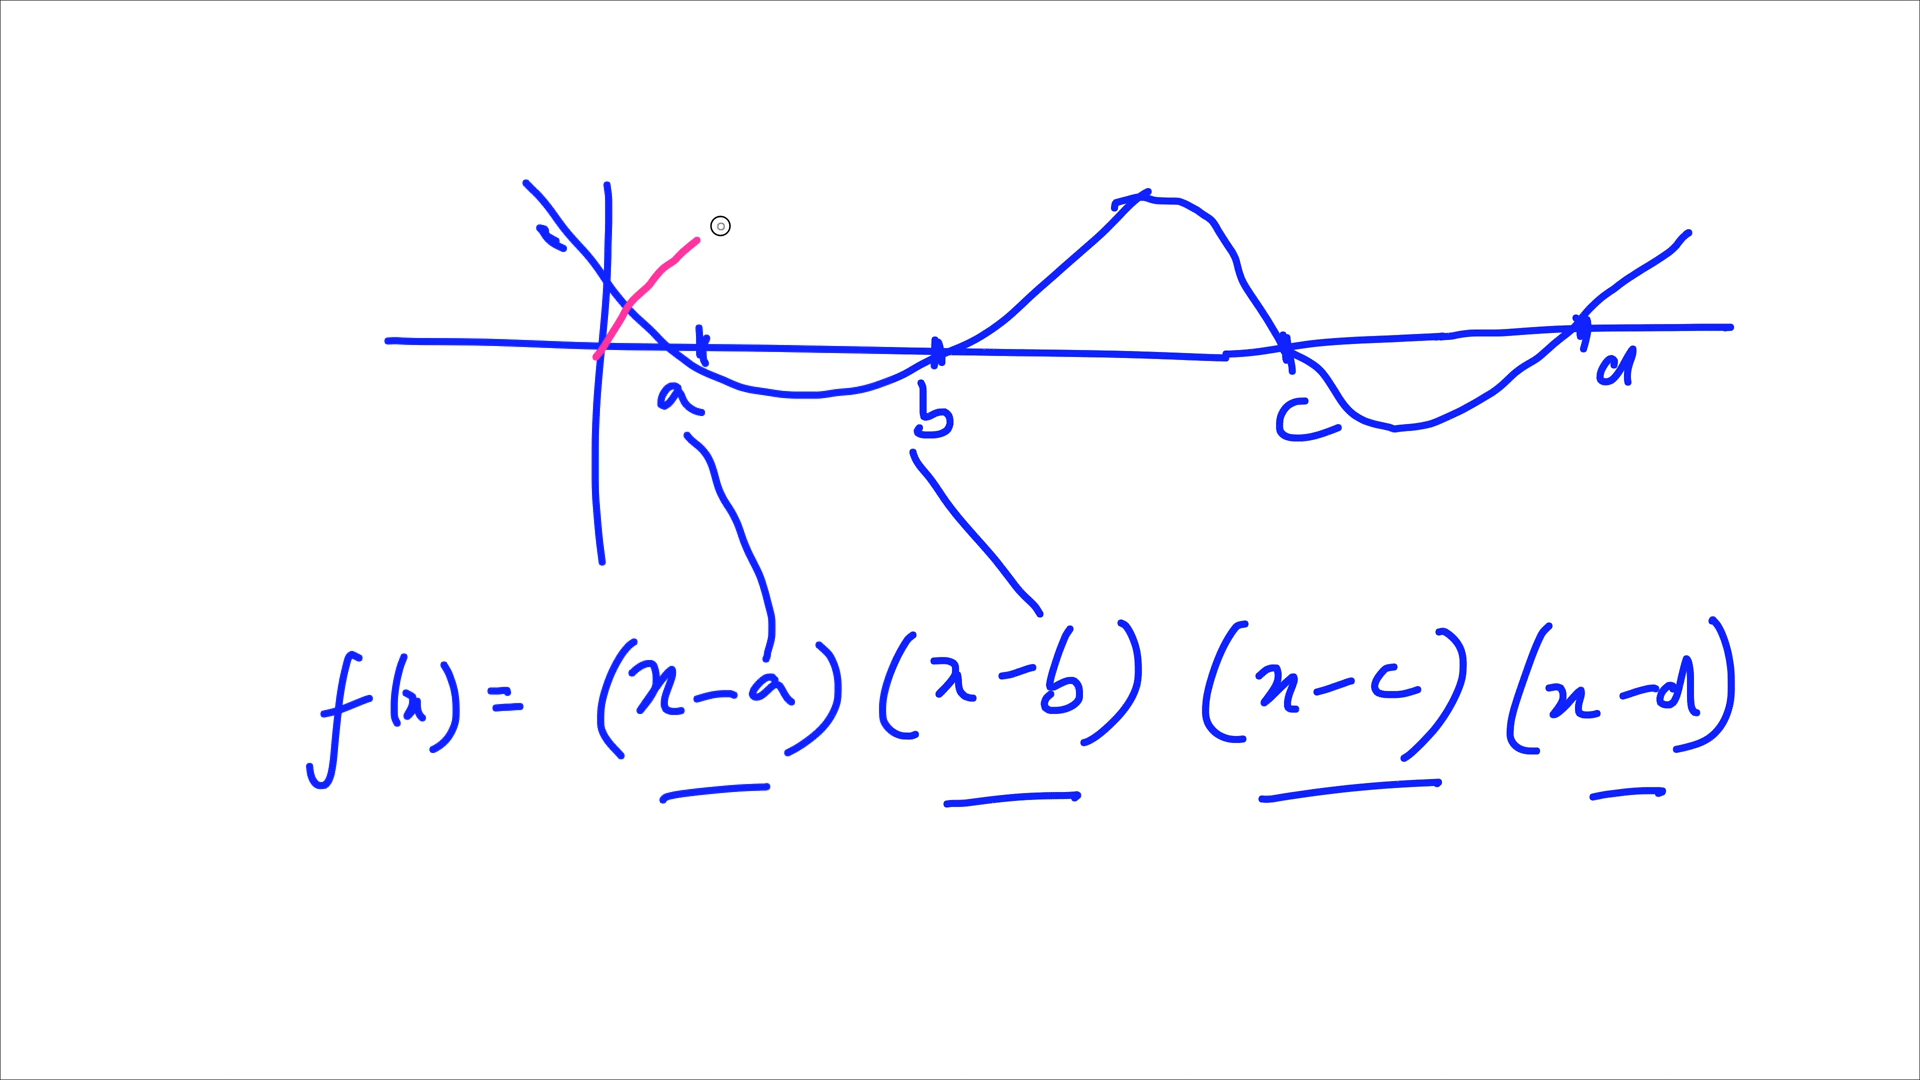 a b c d
f(x) = (x-a) (x-b) (x-c) (x-d)